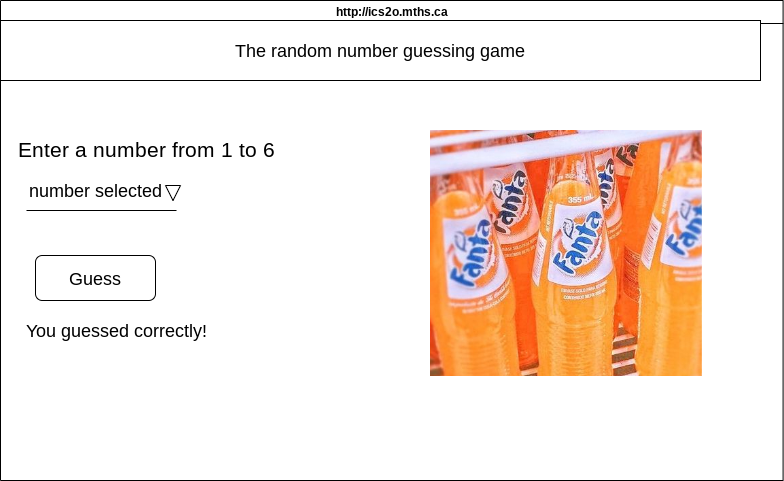 http://ics2o.mths.ca
The random number guessing game
Enter a number from 1 to 6
number selected
Guess
You guessed correctly!
Fanta
Fanta
Fanta
Fanta
355 ml